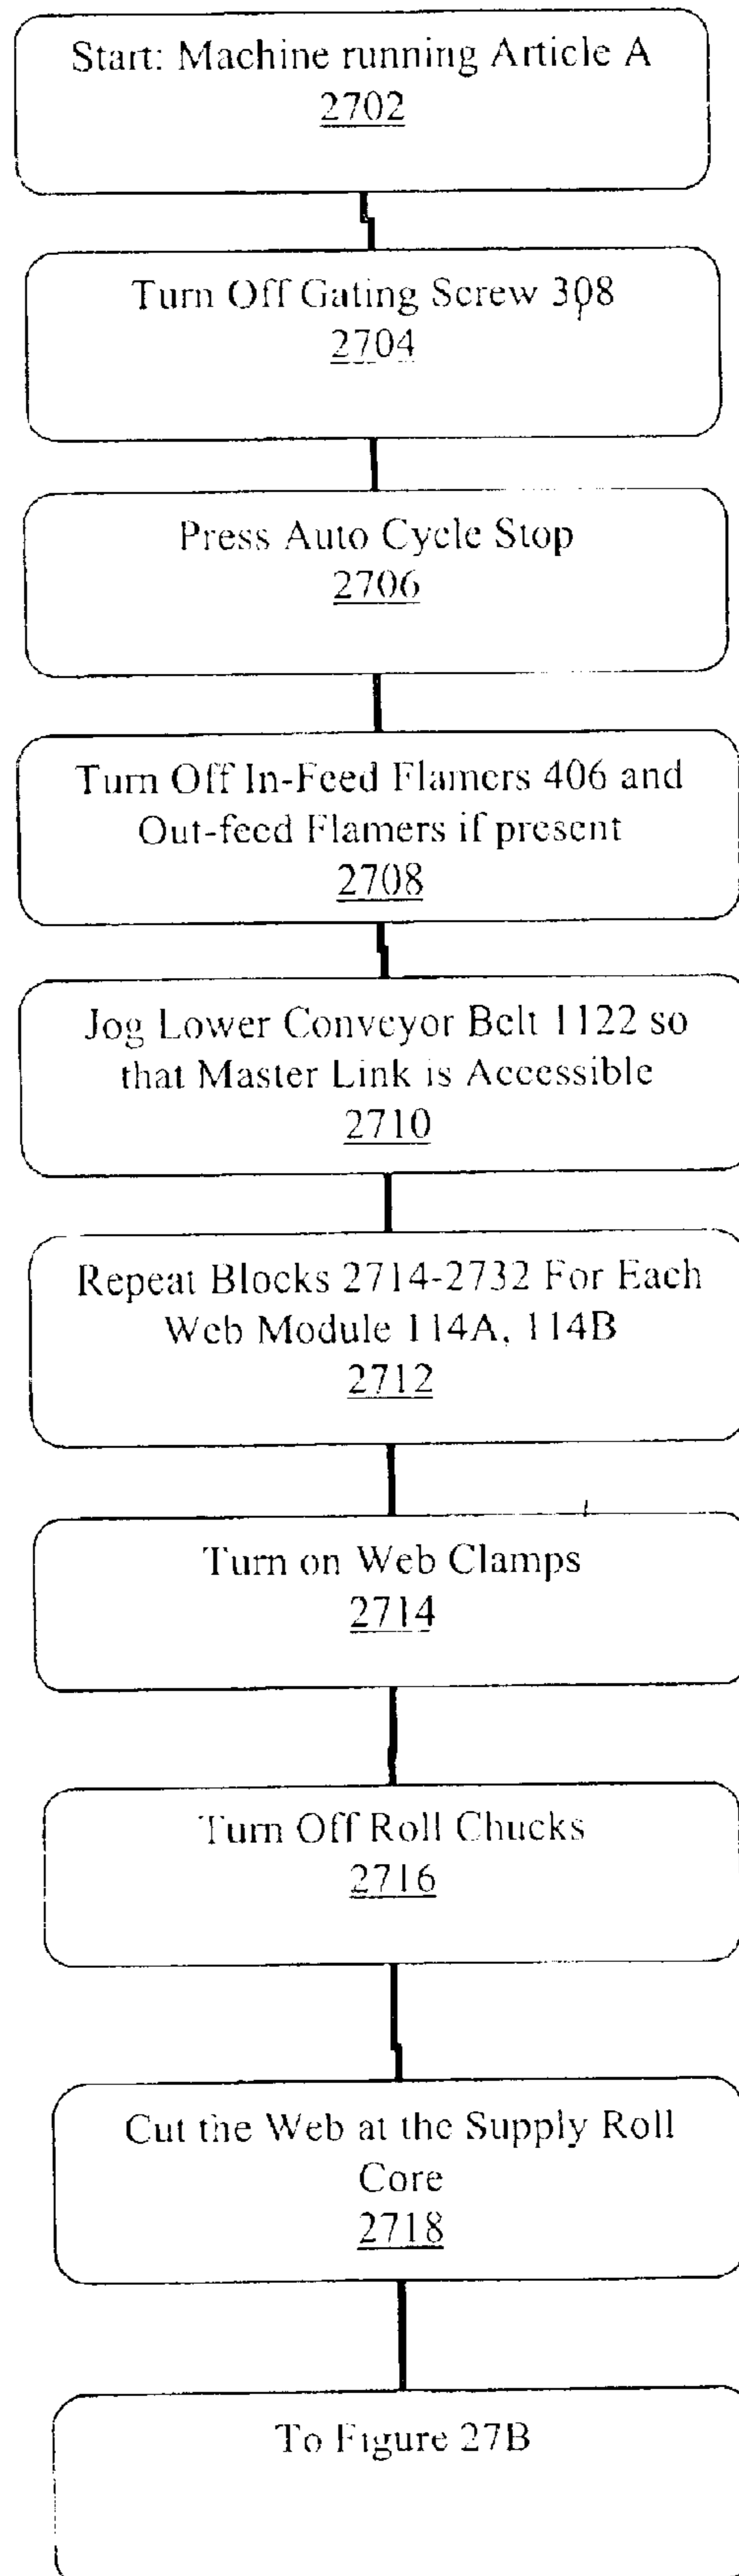 Start: Machine running Article A
2702
Turn Off Gating Screw 308
2704
Press Auto Cycle Stop
2706
Turn Off In-Feed Flamers 406 and
Out-feed Flamers if present
2708
Jog Lower Conveyor Belt 1122 so
that Master Link is Accessible
2710
Repeat Blocks 2714-2732 For Each
Web Module 114A, 114B
2712
Turn on Web Clamps
2714
Turn Off Roll Chucks
2716
Cut the Web at the Supply Roll
Core
2718
To Figure 27B